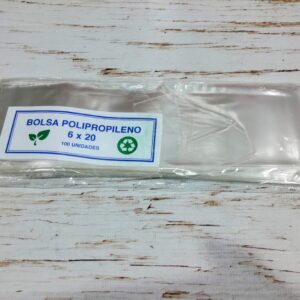 BOLSA POLIPROPILENO
6 x 20
100 UNIDADES